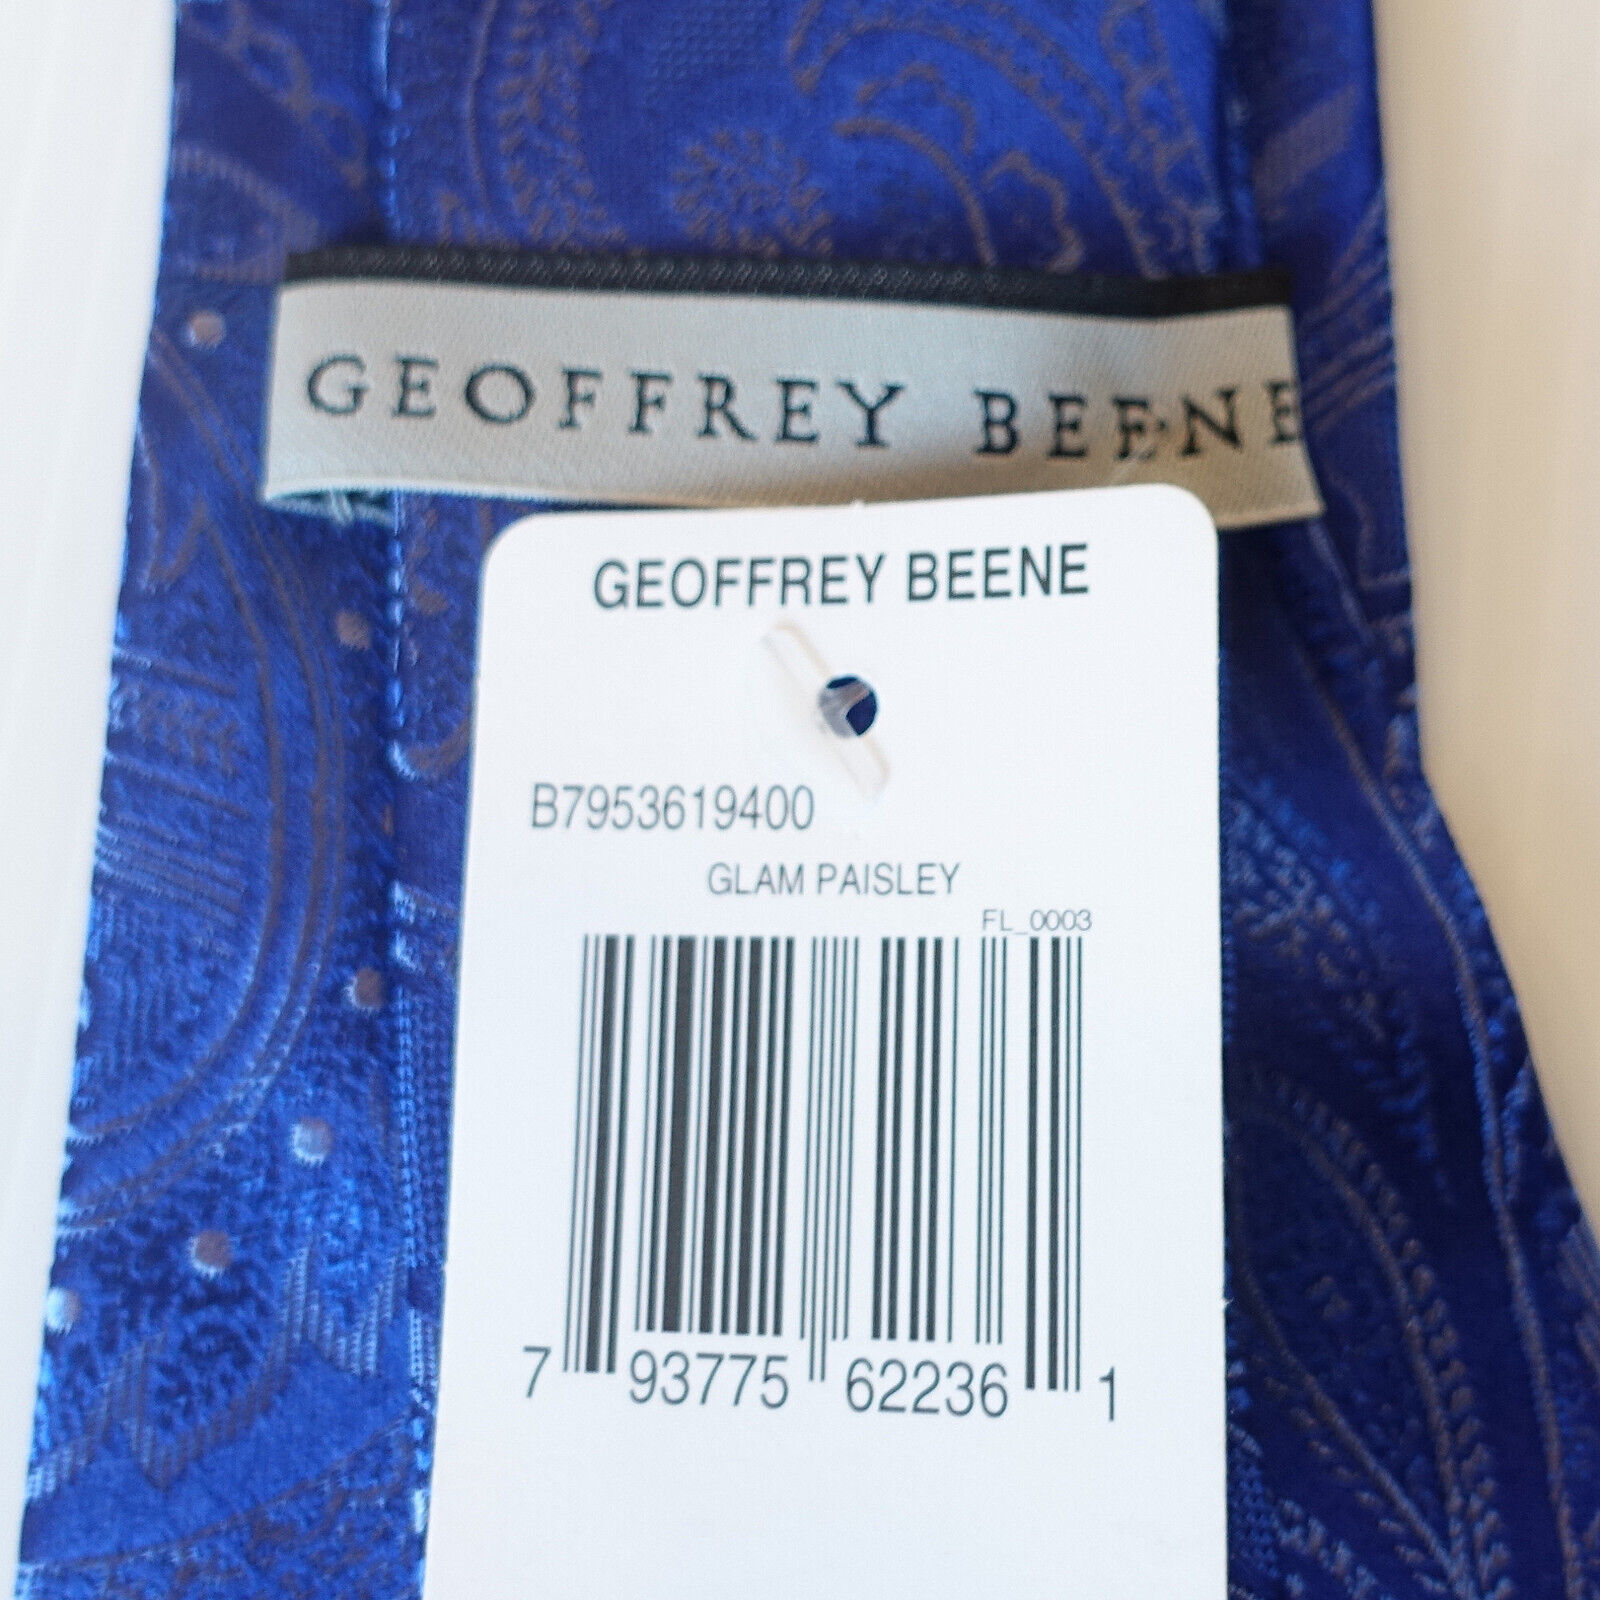 GEOFFREY BEENE
GEOFFREY BEENE
B7953619400
GLAM PAISLEY
FL_0003
7 93775 62236 1